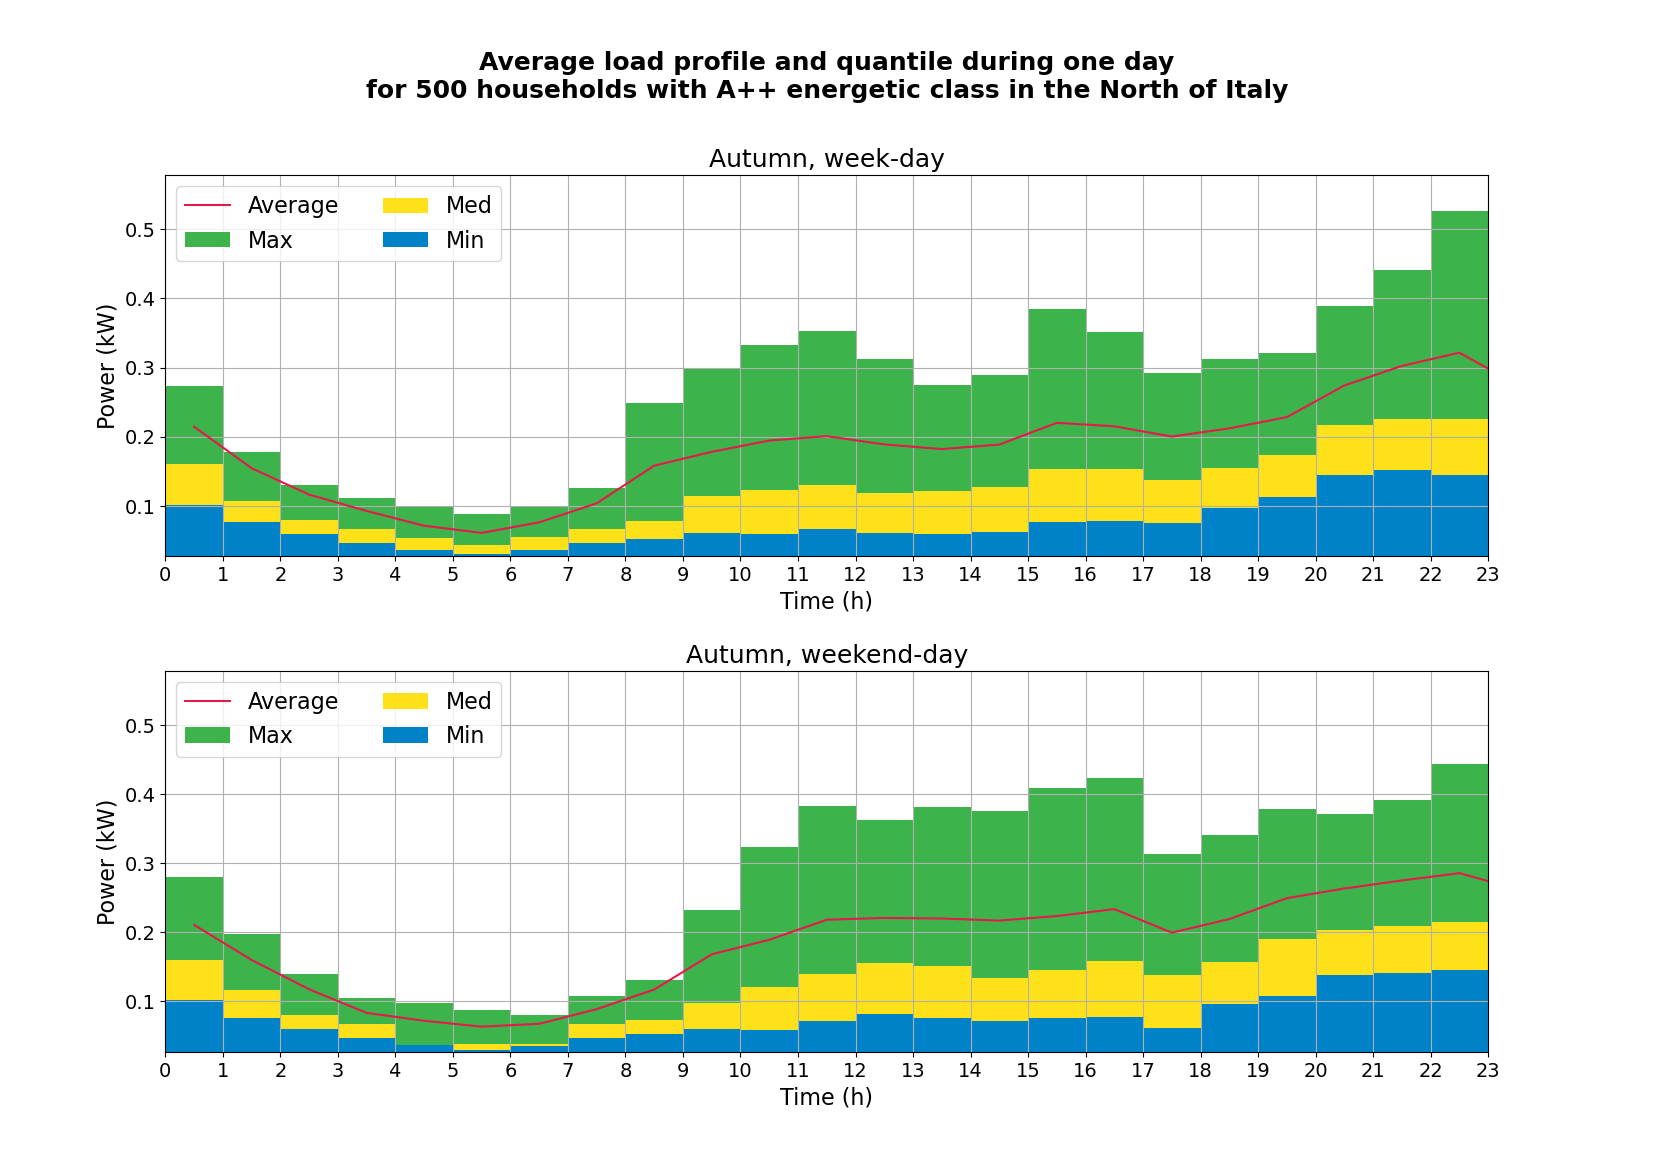 Average load profile and quantile during one day
for 500 households with A++ energetic class in the North of Italy
Autumn, week-day
Average
Max
Med
Min
Power (kW)
0.5
0.4
0.3
0.2
0.1
0 1 2 3 4 5 6 7 8 9 10 11 12 13 14 15 16 17 18 19 20 21 22 23
Time (h)
Autumn, weekend-day
Average
Max
Med
Min
Power (kW)
0.5
0.4
0.3
0.2
0.1
0 1 2 3 4 5 6 7 8 9 10 11 12 13 14 15 16 17 18 19 20 21 22 23
Time (h)